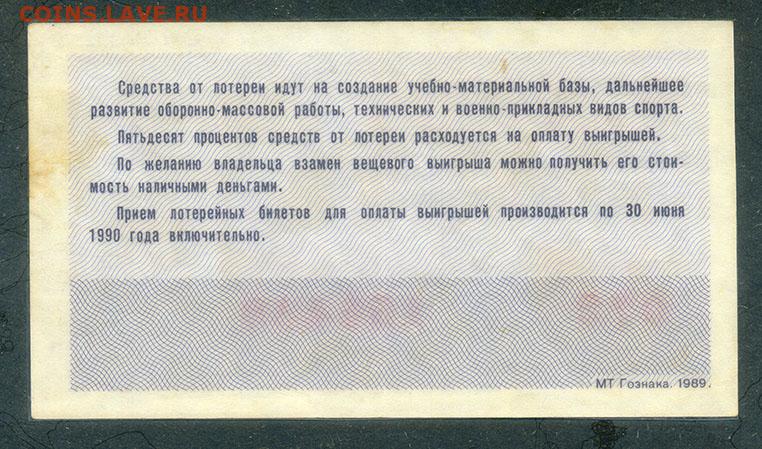 COINS.LAVE.RU
Средства от лотереи идут на создание учебно-материальной базы, дальнейшее
развитие оборонно-массовой работы, технических и военно-прикладных видов спорта.
Пятьдесят процентов средств от лотереи расходуется на оплату выигрышей.
По желанию владельца взамен вещевого выигрыша можно получить его стои-
мость наличными деньгами.
Прием лотерейных билетов для оплаты выигрышей производится по 30 июня
1990 года включительно.
МТ Гознака. 1989.